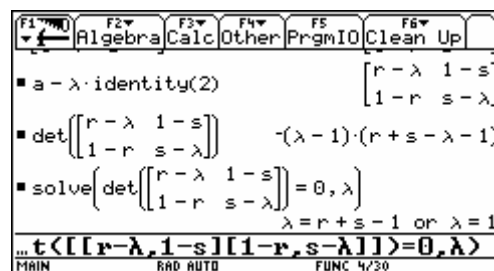 F1 F2 F3 F4 F5 F6
Algebra Calc Other PrgmIO Clean Up
▪ a − λ·identity(2) [r − λ 1 − s]
[1 − r s − λ]
▪ det([r − λ 1 − s]) -(λ − 1)·(r + s − λ − 1)
[1 − r s − λ]
▪ solve(det([r − λ 1 − s]) = 0, λ)
[1 − r s − λ]
λ = r + s − 1 or λ = 1
…t([[r-λ,1-s][1-r,s-λ]])=0,λ)
MAIN RAD AUTO FUNC 4/30